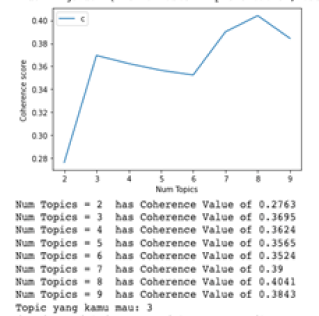 c
0.40
0.38
0.36
0.34
0.32
0.30
0.28
Coherence score
2 3 4 5 6 7 8 9
Num Topics
Num Topics = 2 has Coherence Value of 0.2763
Num Topics = 3 has Coherence Value of 0.3695
Num Topics = 4 has Coherence Value of 0.3624
Num Topics = 5 has Coherence Value of 0.3565
Num Topics = 6 has Coherence Value of 0.3524
Num Topics = 7 has Coherence Value of 0.39
Num Topics = 8 has Coherence Value of 0.4041
Num Topics = 9 has Coherence Value of 0.3843
Topic yang kamu mau: 3